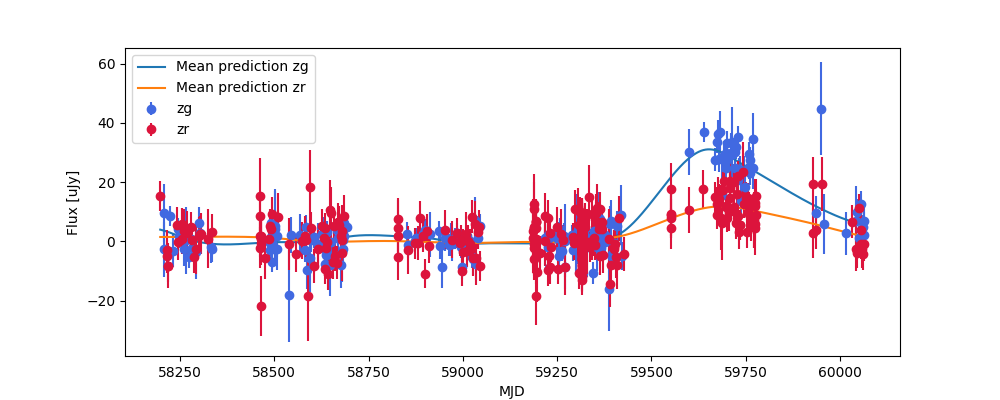 Mean prediction zg
Mean prediction zr
zg
zr
60
40
20
0
−20
Flux [uJy]
58250 58500 58750 59000 59250 59500 59750 60000
MJD